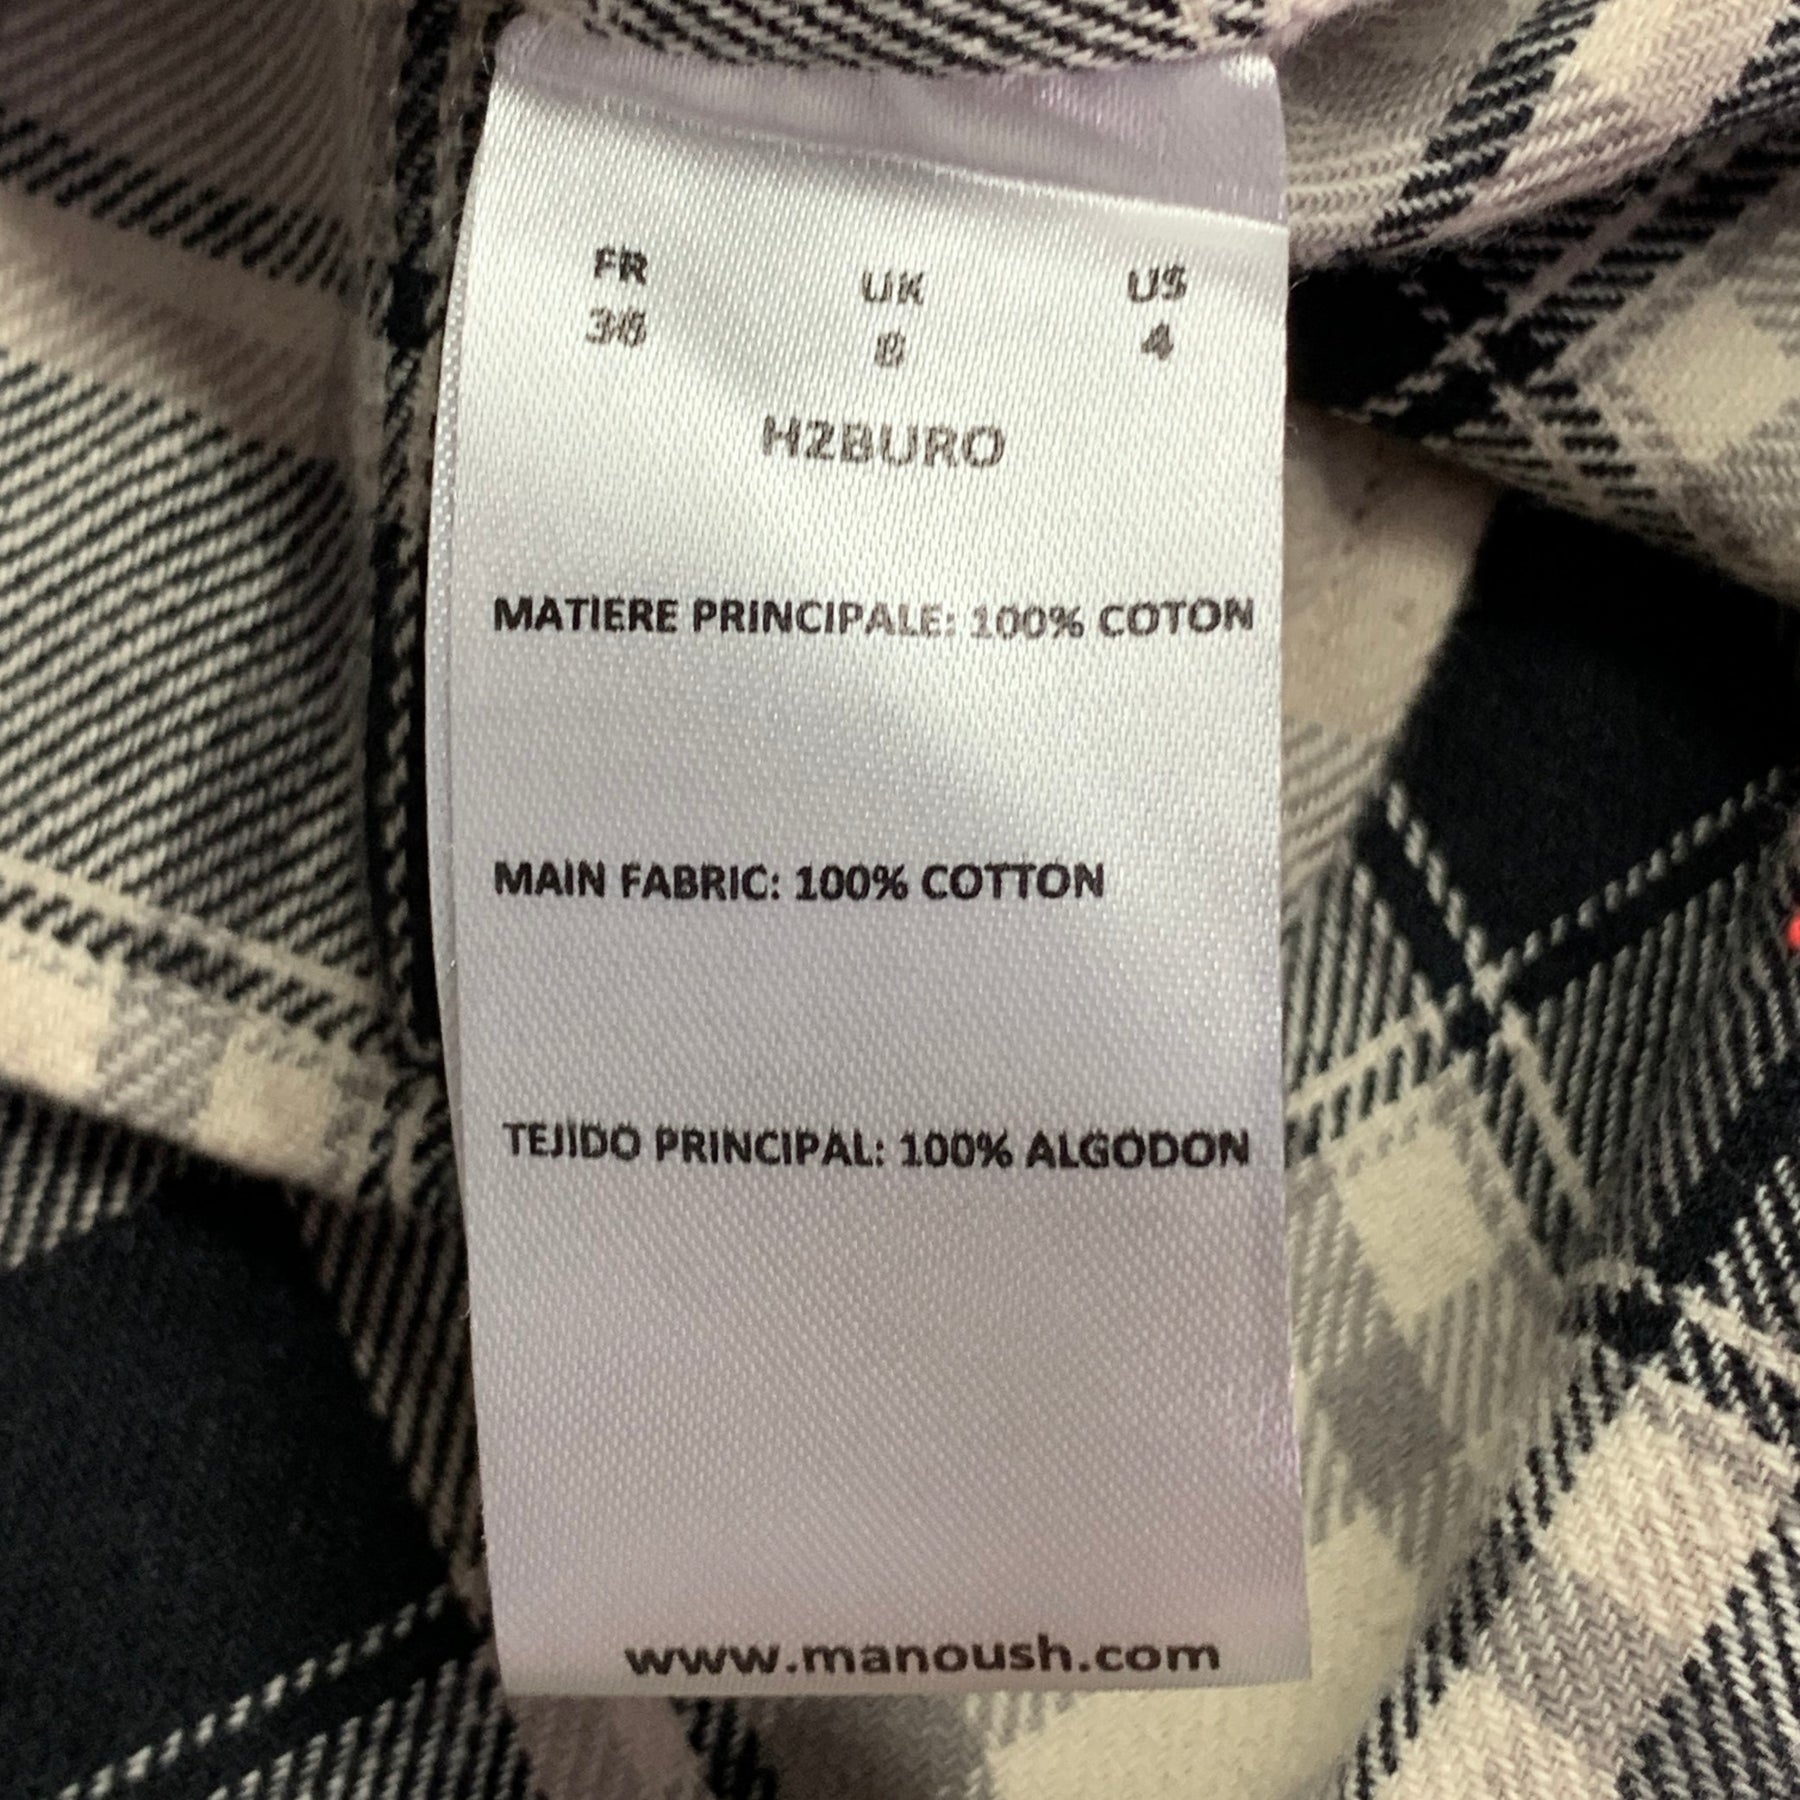 FR UK US
36 8 4
H2BURO
MATIERE PRINCIPALE: 100% COTON
MAIN FABRIC: 100% COTTON
TEJIDO PRINCIPAL: 100% ALGODON
www.manoush.com